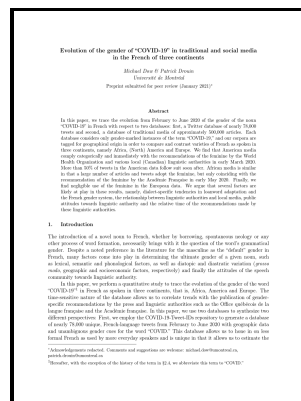 Evolution of the gender of "COVID-19" in traditional and social media
in the French of three continents
Michael Dow & Patrick Drouin
Université de Montréal
Preprint submitted for peer review (January 2021)¹
Abstract
In this paper, we trace the evolution from February to June 2020 of the gender of the noun
"COVID-19" in French with respect to two databases: first, a Twitter database of nearly 78,000
tweets and second, a database of traditional media of approximately 300,000 articles. Each
database considers only gender-marked instances of the term "COVID-19," and our corpora are
tagged for geographical origin in order to compare and contrast varieties of French as spoken in
three continents, namely Africa, (North) America and Europe. We find that American media
comply categorically and immediately with the recommendations of the feminine by the World
Health Organization and various local (Canadian) linguistic authorities in early March 2020.
More than 50% of tweets in the American data follow suit soon after. African media is similar
in that a large number of articles and tweets adopt the feminine, but only coinciding with the
recommendation of the feminine by the Académie Française in early May 2020. Finally, we
find negligible use of the feminine in the European data. We argue that several factors are
likely at play in these results, namely, dialect-specific tendencies in loanword adaptation and
the French gender system, the relationship between linguistic authorities and local media, public
attitudes towards linguistic authority and the relative time of the recommendations made by
these linguistic authorities.
1. Introduction
The introduction of a novel noun to French, whether by borrowing, spontaneous neology or any
other process of word formation, necessarily brings with it the question of the word's grammatical
gender. Despite a noted preference in the literature for the masculine as the "default" gender in
French, many factors come into play in determining the ultimate gender of a given noun, such
as lexical, semantic and phonological factors, as well as diatopic and diastratic variables (grosso
modo, geographic and socioeconomic factors, respectively) and finally the attitudes of the speech
community towards linguistic authorities.
In this paper, we perform a quantitative study to trace the evolution of the gender of the word
"COVID-19"² in French as spoken in three continents, that is, Africa, America and Europe. The
time-sensitive nature of the database allows us to correlate trends with the publication of gender-
specific recommendations by the press and linguistic authorities such as the Office québécois de la
langue française and the Académie française. In this paper, we use two databases to synthesize two
different perspectives: First, we employ the COVID-19-Tweet-IDs repository to generate a database
of nearly 78,000 unique, French-language tweets from February to June 2020 with geographic data
and unambiguous gender cues for the word "COVID." This database allows us to hone in on less
formal French as used by more everyday speakers and is unique in that it allows us to estimate the
¹Acknowledgements redacted. Comments and suggestions are welcome: michael.dow@umontreal.ca,
patrick.drouin@umontreal.ca
²Hereafter, with the exception of the history of the term in §2.4, we abbreviate this term to "COVID."